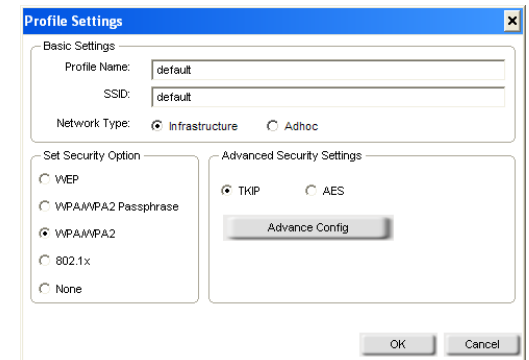 Profile Settings
Basic Settings
Profile Name: default
SSID: default
Network Type: Infrastructure Adhoc
Set Security Option
WEP
WPA/WPA2 Passphrase
WPA/WPA2
802.1x
None
Advanced Security Settings
TKIP AES
Advance Config
OK Cancel